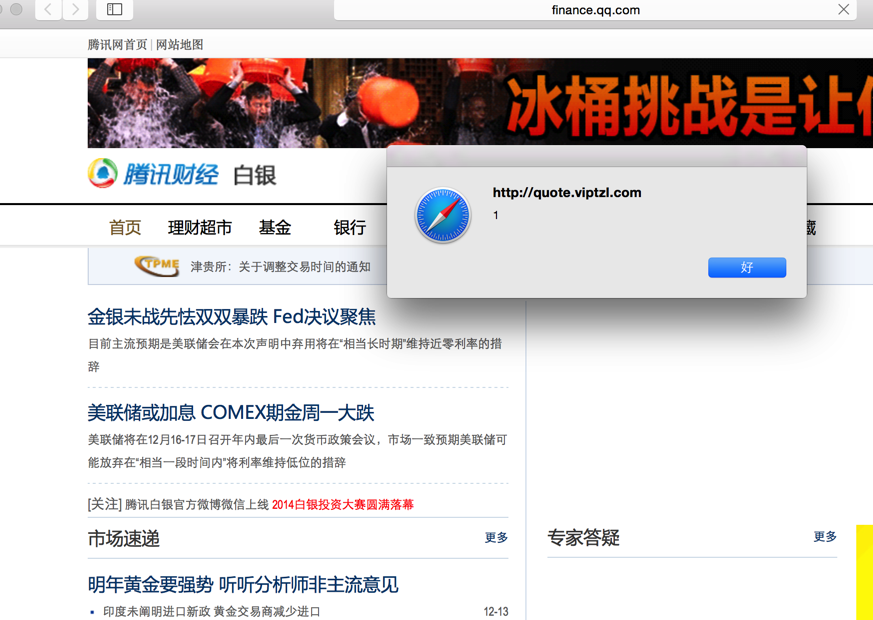 finance.qq.com
腾讯网首页 | 网站地图
冰桶挑战是让
腾讯财经 白银
http://quote.viptzl.com
1
好
首页 理财超市 基金 银行 藏
TPME 津贵所：关于调整交易时间的通知
金银未战先怯双双暴跌 Fed决议聚焦
目前主流预期是美联储会在本次声明中弃用将在“相当长时期”维持近零利率的措
辞
美联储或加息 COMEX期金周一大跌
美联储将在12月16-17日召开年内最后一次货币政策会议，市场一致预期美联储可
能放弃在“相当一段时间内”将利率维持低位的措辞
[关注] 腾讯白银官方微博微信上线 2014白银投资大赛圆满落幕
市场速递 更多
专家答疑 更多
明年黄金要强势 听听分析师非主流意见
印度未阐明进口新政 黄金交易商减少进口 12-13